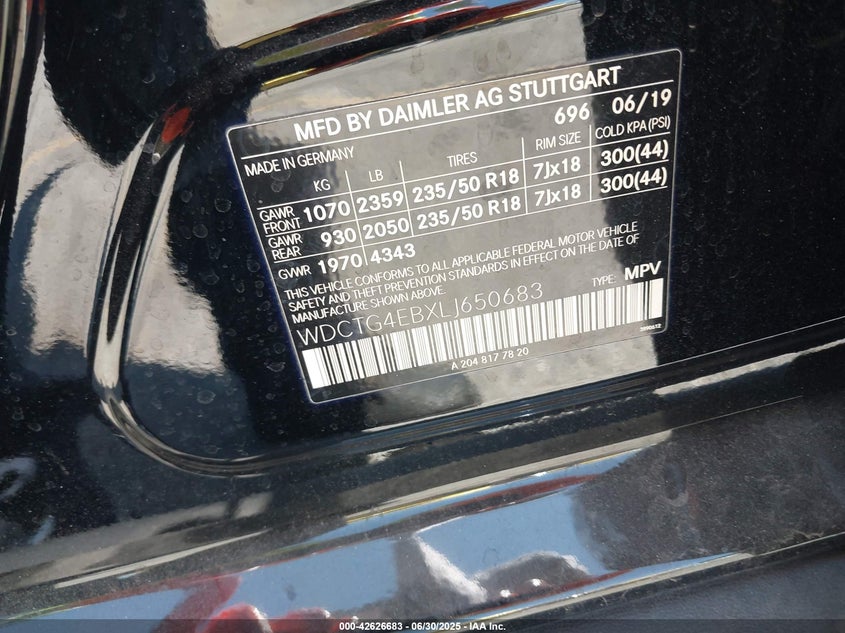 MFD BY DAIMLER AG STUTTGART
696 06/19
MADE IN GERMANY
KG LB TIRES RIM SIZE COLD KPA (PSI)
GAWR FRONT 1070 2359 235/50 R18 7Jx18 300(44)
GAWR REAR 930 2050 235/50 R18 7Jx18 300(44)
GVWR 1970 4343
THIS VEHICLE CONFORMS TO ALL APPLICABLE FEDERAL MOTOR VEHICLE
SAFETY AND THEFT PREVENTION STANDARDS IN EFFECT ON THE DATE OF
MANUFACTURE SHOWN ABOVE.
TYPE: MPV
WDCTG4EBXLJ650683
A 204 817 78 20
000-42626683 - 06/30/2025 - IAA Inc.